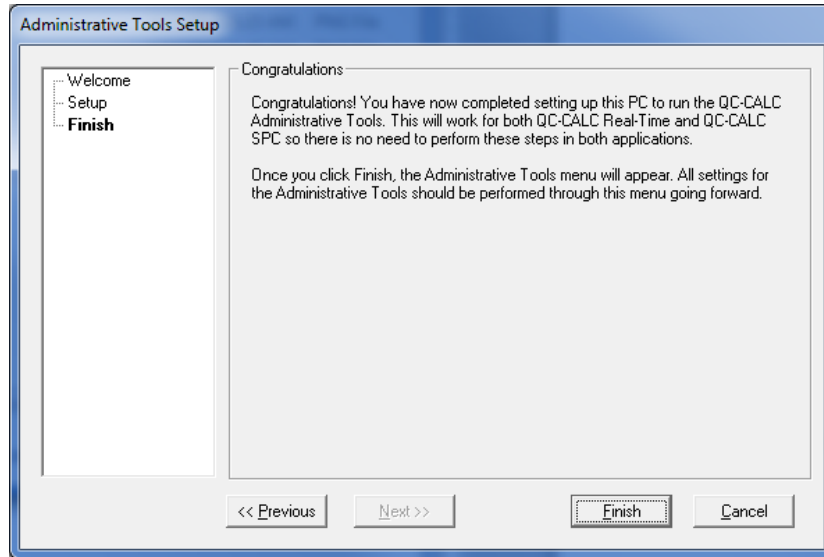 Administrative Tools Setup
Welcome
Setup
Finish
Congratulations
Congratulations! You have now completed setting up this PC to run the QC-CALC
Administrative Tools. This will work for both QC-CALC Real-Time and QC-CALC
SPC so there is no need to perform these steps in both applications.
Once you click Finish, the Administrative Tools menu will appear. All settings for
the Administrative Tools should be performed through this menu going forward.
<< Previous
Next >>
Finish
Cancel